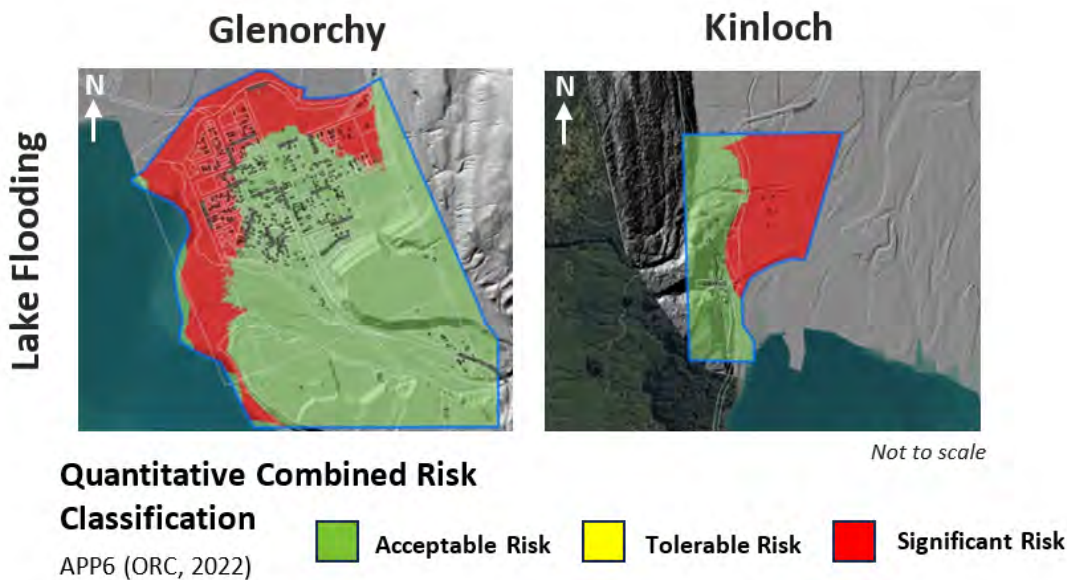 Glenorchy
Kinloch
Lake Flooding
N
N
Not to scale
Quantitative Combined Risk
Classification
APP6 (ORC, 2022)
Acceptable Risk
Tolerable Risk
Significant Risk